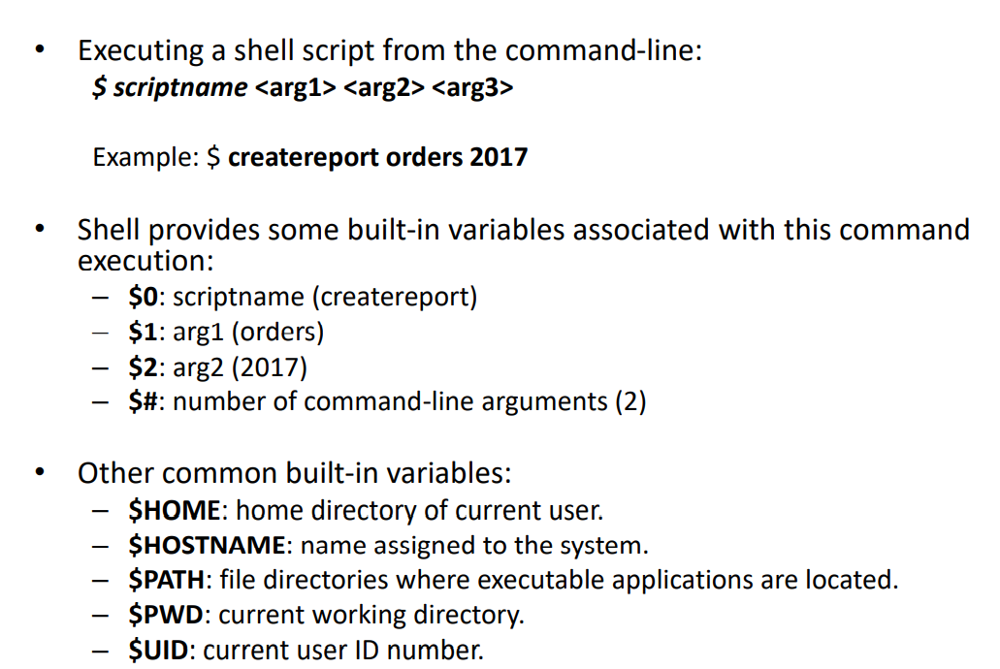 • Executing a shell script from the command-line:
$ scriptname <arg1> <arg2> <arg3>
Example: $ createreport orders 2017
• Shell provides some built-in variables associated with this command
execution:
– $0: scriptname (createreport)
– $1: arg1 (orders)
– $2: arg2 (2017)
– $#: number of command-line arguments (2)
• Other common built-in variables:
– $HOME: home directory of current user.
– $HOSTNAME: name assigned to the system.
– $PATH: file directories where executable applications are located.
– $PWD: current working directory.
– $UID: current user ID number.